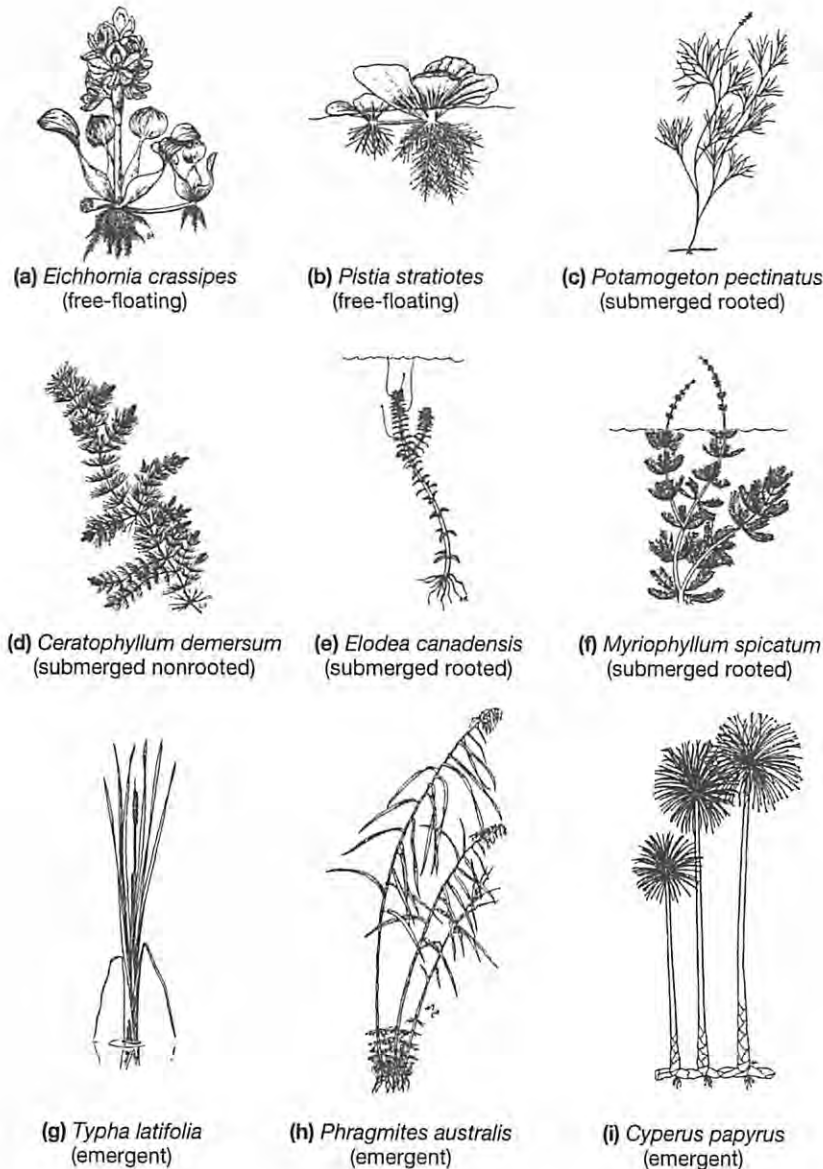 (a) Eichhornia crassipes
(free-floating)
(b) Pistia stratiotes
(free-floating)
(c) Potamogeton pectinatus
(submerged rooted)
(d) Ceratophyllum demersum
(submerged nonrooted)
(e) Elodea canadensis
(submerged rooted)
(f) Myriophyllum spicatum
(submerged rooted)
(g) Typha latifolia
(emergent)
(h) Phragmites australis
(emergent)
(i) Cyperus papyrus
(emergent)